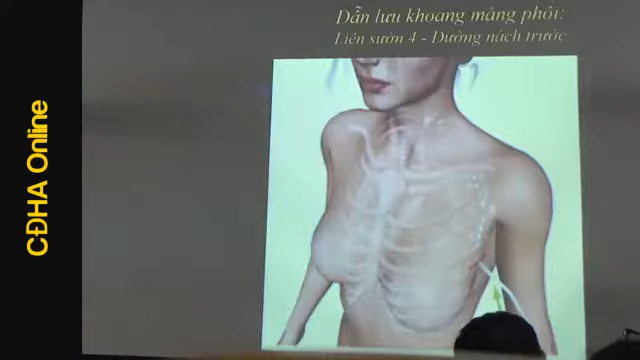 Dẫn lưu khoang màng phổi:
Liên sườn 4 - Đường nách trước
CĐHA Online